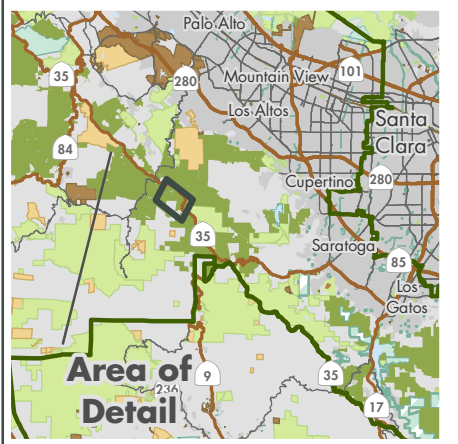 Palo Alto
35
280
Mountain View
101
Los Altos
Santa
Clara
84
Cupertino
280
35
Saratoga
85
Los
Gatos
Area of
Detail
236
9
35
17